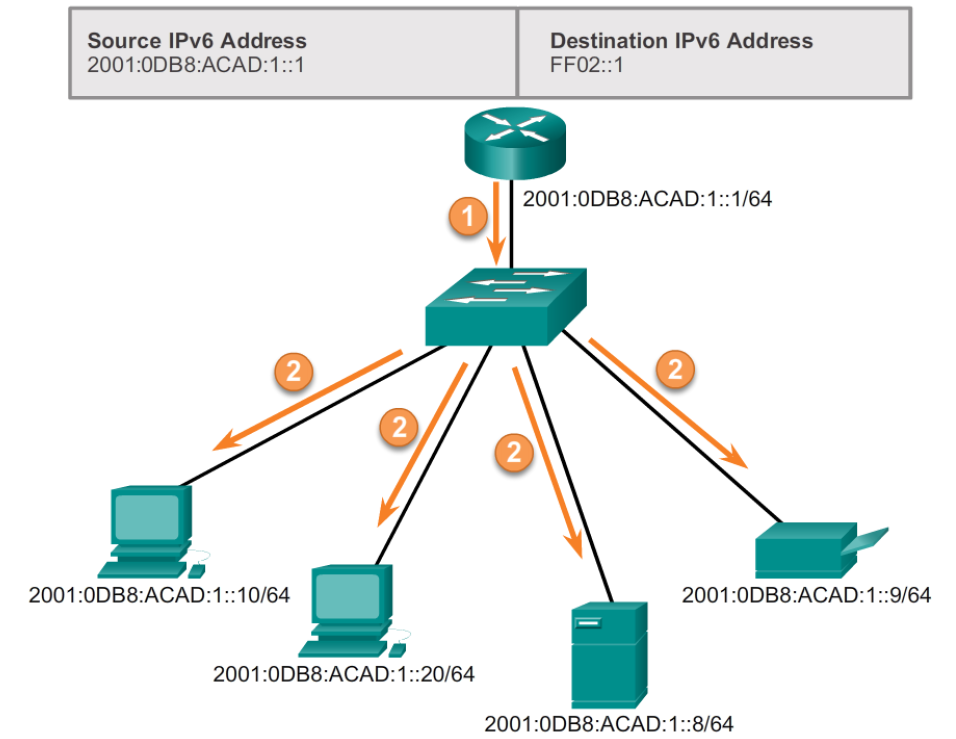 Source IPv6 Address
2001:0DB8:ACAD:1::1
Destination IPv6 Address
FF02::1
2001:0DB8:ACAD:1::1/64
1
2
2
2
2
2001:0DB8:ACAD:1::10/64
2001:0DB8:ACAD:1::20/64
2001:0DB8:ACAD:1::8/64
2001:0DB8:ACAD:1::9/64